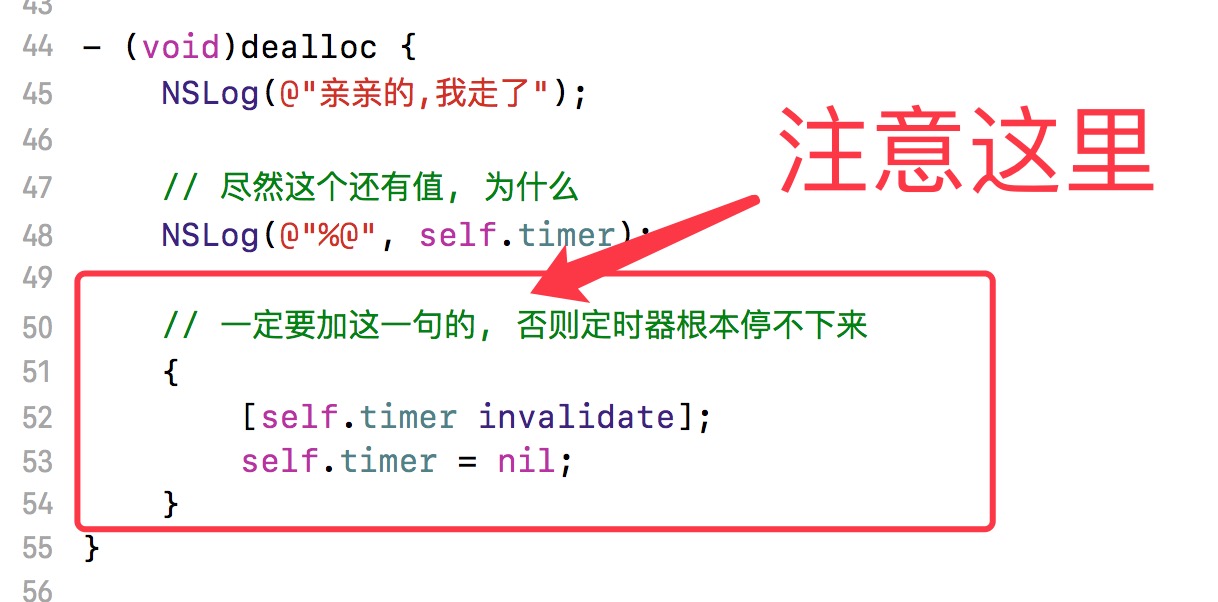 43
44 - (void)dealloc {
45 NSLog(@"亲亲的,我走了");
46
47 // 尽然这个还有值, 为什么
48 NSLog(@"%@", self.timer);
49
50 // 一定要加这一句的, 否则定时器根本停不下来
51 {
52 [self.timer invalidate];
53 self.timer = nil;
54 }
55 }
56
注意这里